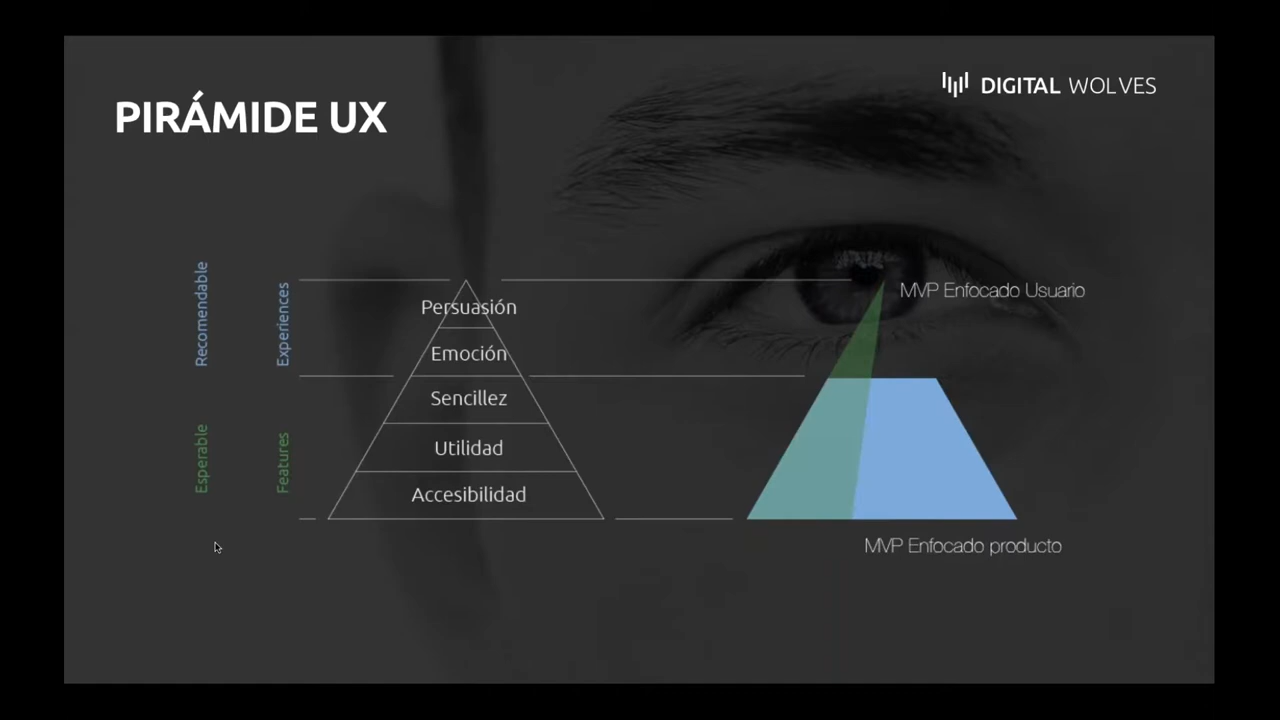 PIRÁMIDE UX
DIGITAL WOLVES
Recomendable
Experiences
Esperable
Features
Persuasión
Emoción
Sencillez
Utilidad
Accesibilidad
MVP Enfocado Usuario
MVP Enfocado producto